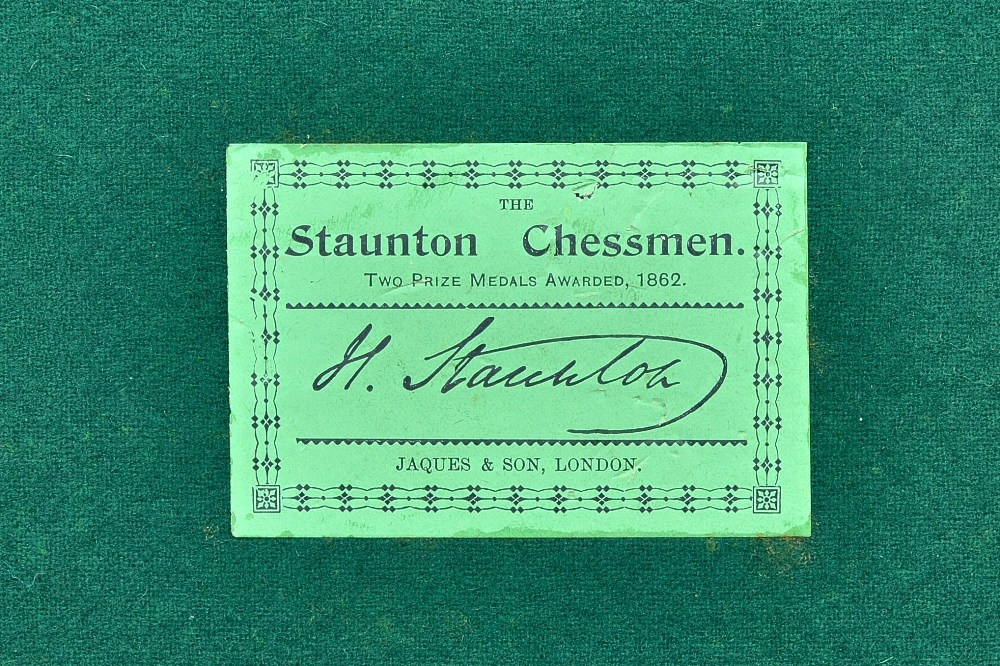 THE
Staunton Chessmen.
Two Prize Medals Awarded, 1862.
H. Staunton
JAQUES & SON, LONDON.